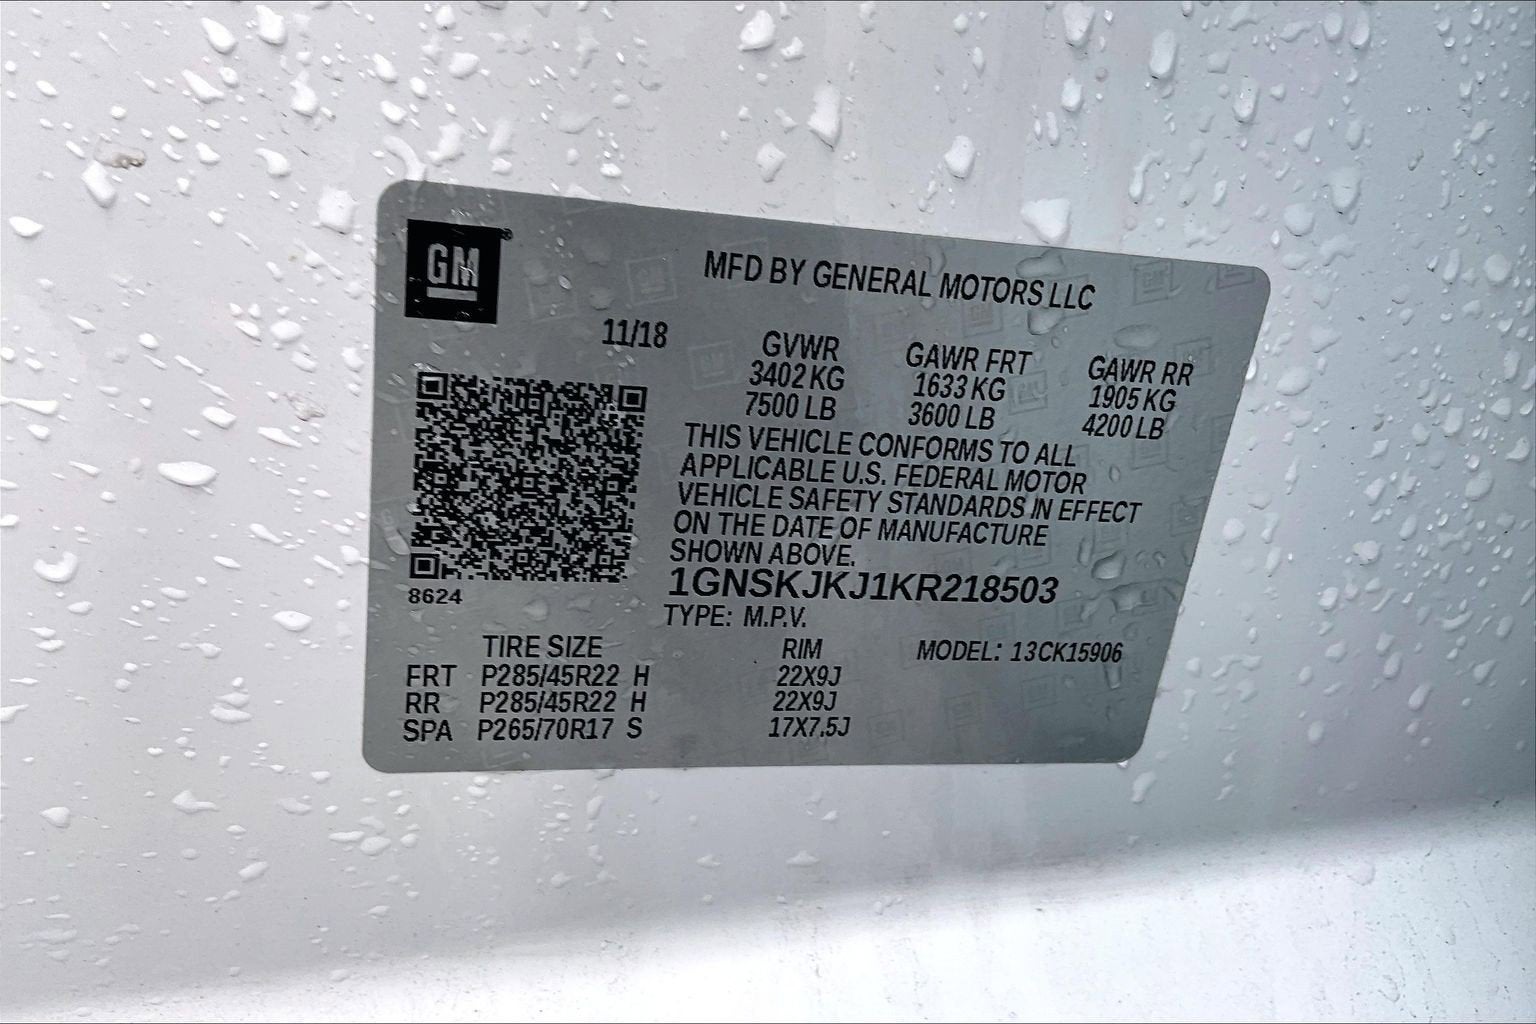 GM
MFD BY GENERAL MOTORS LLC
11/18
GVWR GAWR FRT GAWR RR
3402 KG 1633 KG 1905 KG
7500 LB 3600 LB 4200 LB
THIS VEHICLE CONFORMS TO ALL
APPLICABLE U.S. FEDERAL MOTOR
VEHICLE SAFETY STANDARDS IN EFFECT
ON THE DATE OF MANUFACTURE
SHOWN ABOVE.
1GNSKJKJ1KR218503
8624
TYPE: M.P.V.
TIRE SIZE RIM MODEL: 13CK15906
FRT P285/45R22 H 22X9J
RR P285/45R22 H 22X9J
SPA P265/70R17 S 17X7.5J